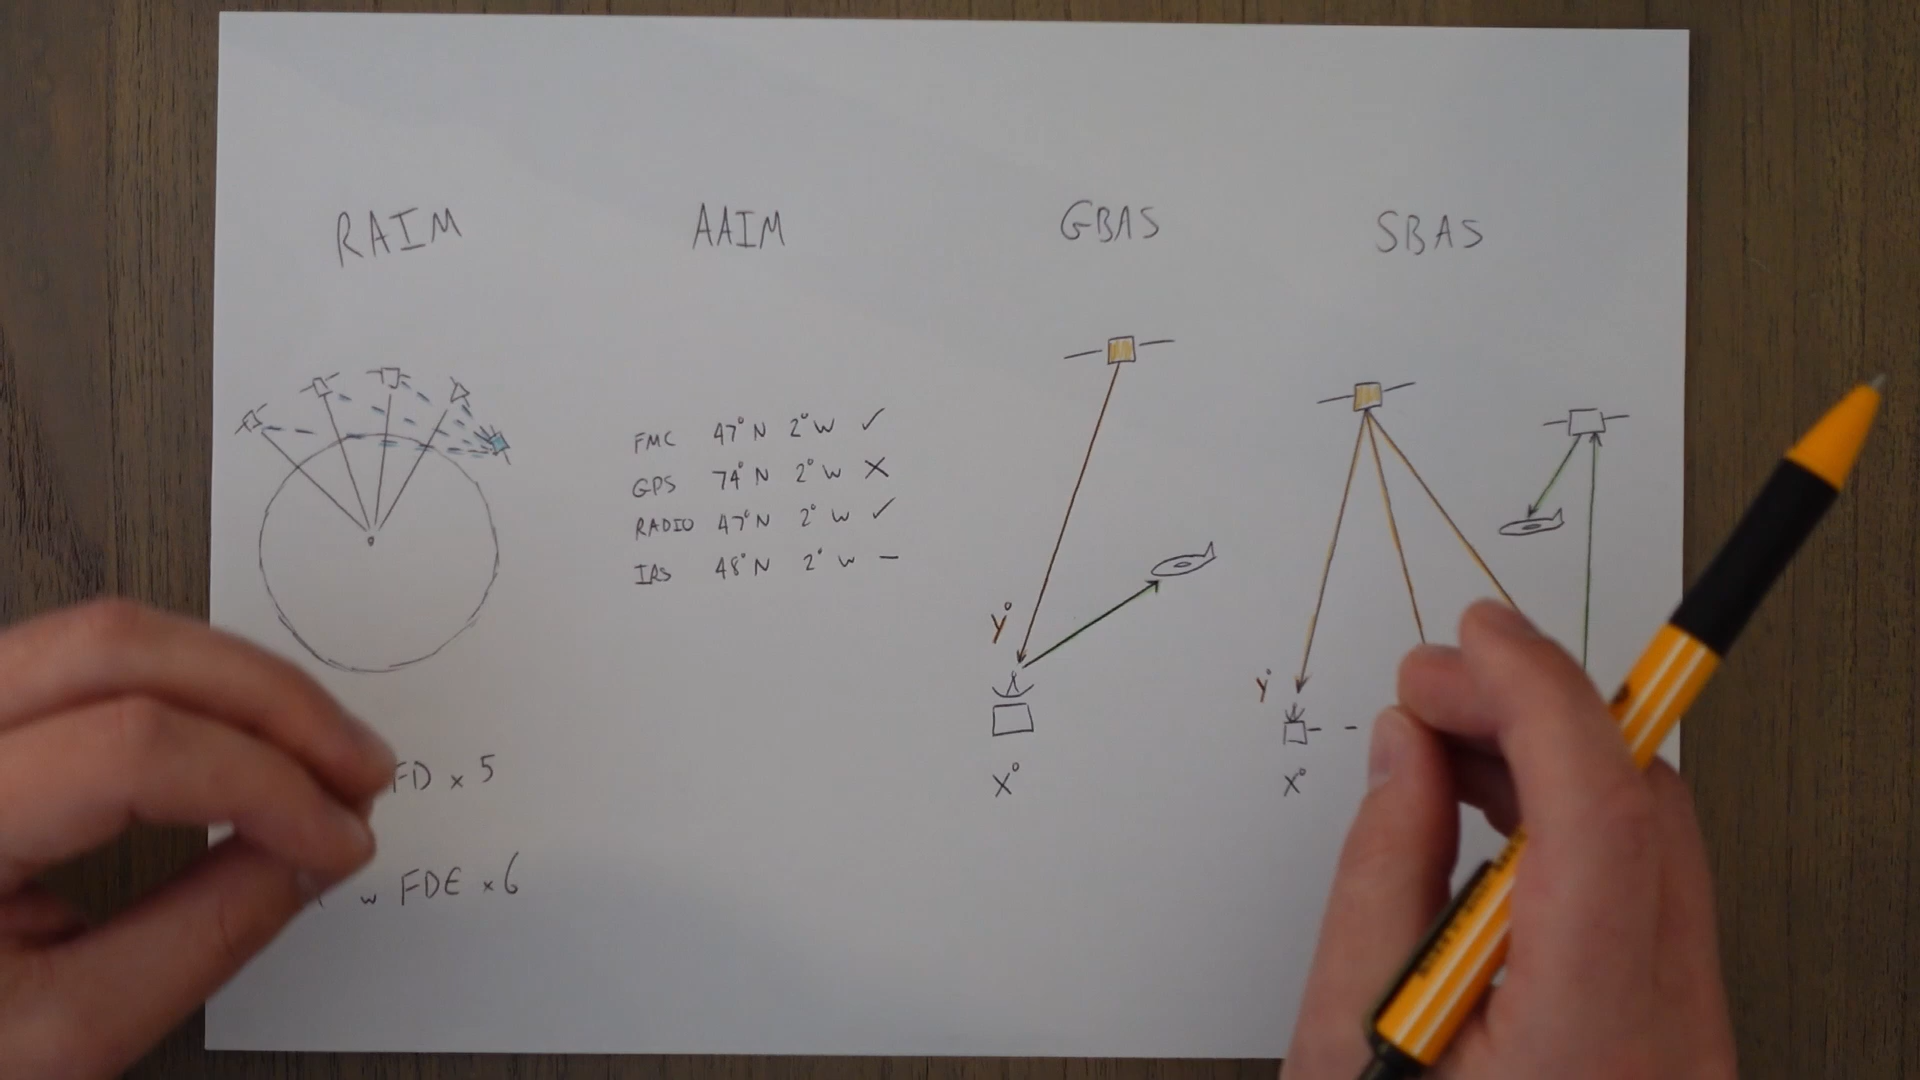 RAIM
AAIM
GBAS
SBAS
FMC 47° N 2° W ✓
GPS 74° N 2° W X
RADIO 47° N 2° W ✓
IRS 48° N 2° W –
FD x 5
w FDE x 6
Y°
X°
Y°
X°